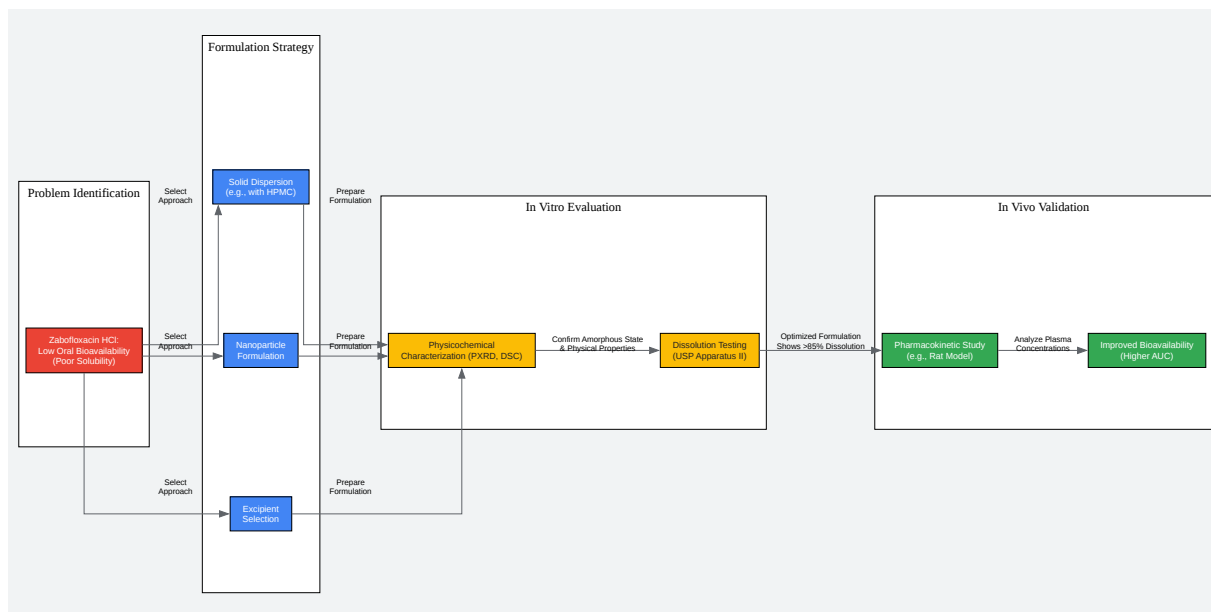 Formulation Strategy
Problem Identification
Select
Approach
Solid Dispersion
(e.g., with HPMC)
Prepare
Formulation
In Vitro Evaluation
In Vivo Validation
Zabofloxacin HCl:
Low Oral Bioavailability
(Poor Solubility)
Select
Approach
Nanoparticle
Formulation
Prepare
Formulation
Physicochemical
Characterization (PXRD, DSC)
Confirm Amorphous State
& Physical Properties
Dissolution Testing
(USP Apparatus II)
Optimized Formulation
Shows >85% Dissolution
Pharmacokinetic Study
(e.g., Rat Model)
Analyze Plasma
Concentrations
Improved Bioavailability
(Higher AUC)
Select
Approach
Excipient
Selection
Prepare
Formulation